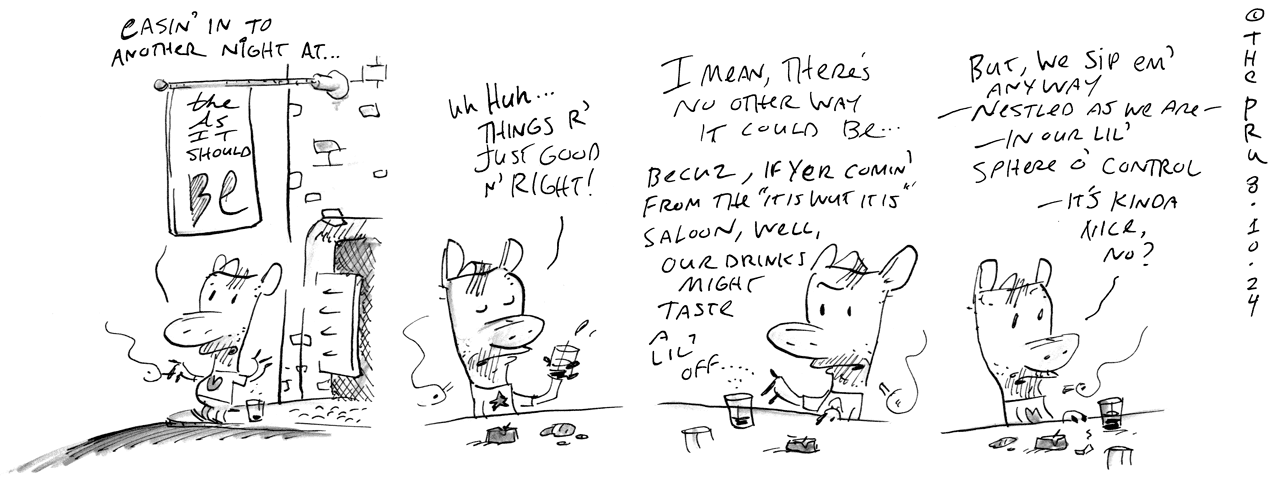 EASIN' IN TO
ANOTHER NIGHT AT...
the
AS
IT
SHOULD
Be
uh Huh...
THINGS R'
JUST GOOD
N' RIGHT!
I MEAN, THERE'S
NO OTHER WAY
IT COULD BE...
BECUZ, IF YER COMIN'
FROM THE "IT IS WUT IT IS"
SALOON, WELL,
OUR DRINKS
MIGHT
TASTE
A
LIL'
OFF.....
BUT, WE SIP EM'
ANYWAY
—NESTLED AS WE ARE—
—IN OUR LIL'
SPHERE O' CONTROL
—IT'S KINDA
NICE,
NO?
© THE PRU 8.10.24